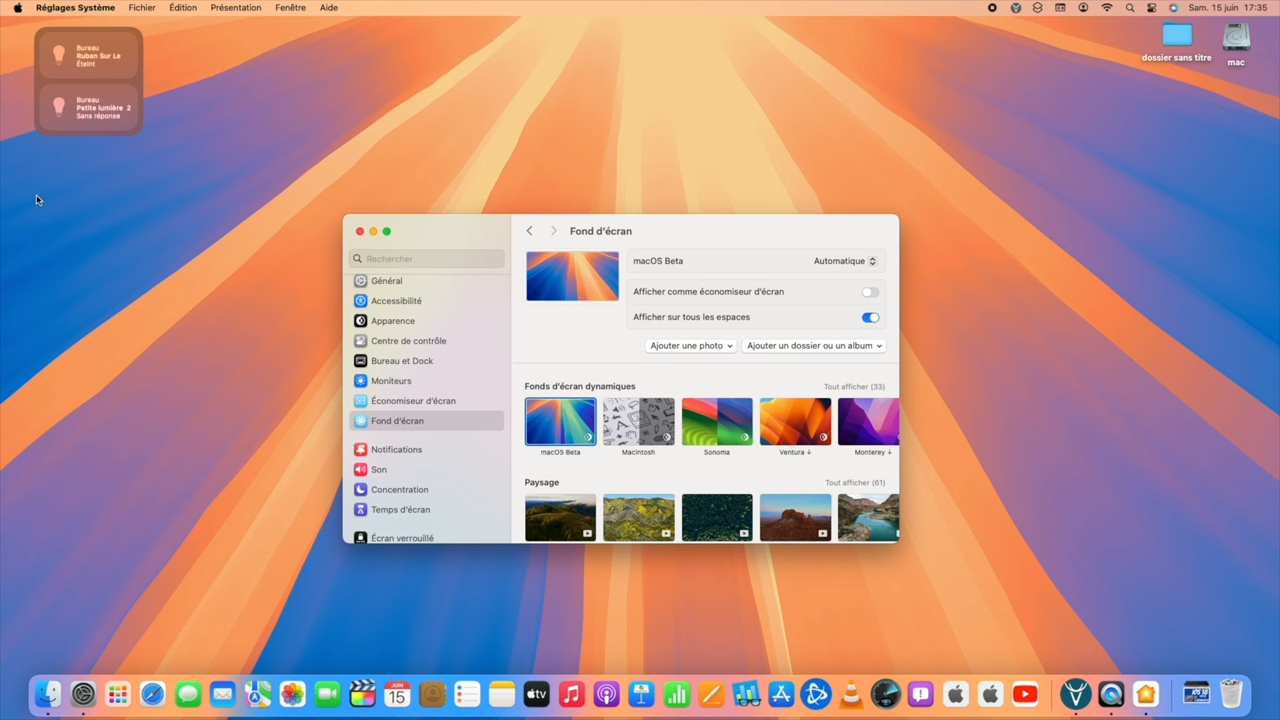 Réglages Système Fichier Édition Présentation Fenêtre Aide Sam. 15 juin 17:35
Bureau
Ruban Sur Le
Éteint
Bureau
Petite lumière 2
Sans réponse
dossier sans titre
mac
Rechercher
Général
Accessibilité
Apparence
Centre de contrôle
Bureau et Dock
Moniteurs
Économiseur d'écran
Fond d'écran
Notifications
Son
Concentration
Temps d'écran
Écran verrouillé
Fond d'écran
macOS Beta Automatique
Afficher comme économiseur d'écran
Afficher sur tous les espaces
Ajouter une photo Ajouter un dossier ou un album
Fonds d'écran dynamiques Tout afficher (33)
macOS Beta Macintosh Sonoma Ventura Monterey
Paysage Tout afficher (61)
JUIN
15
tv